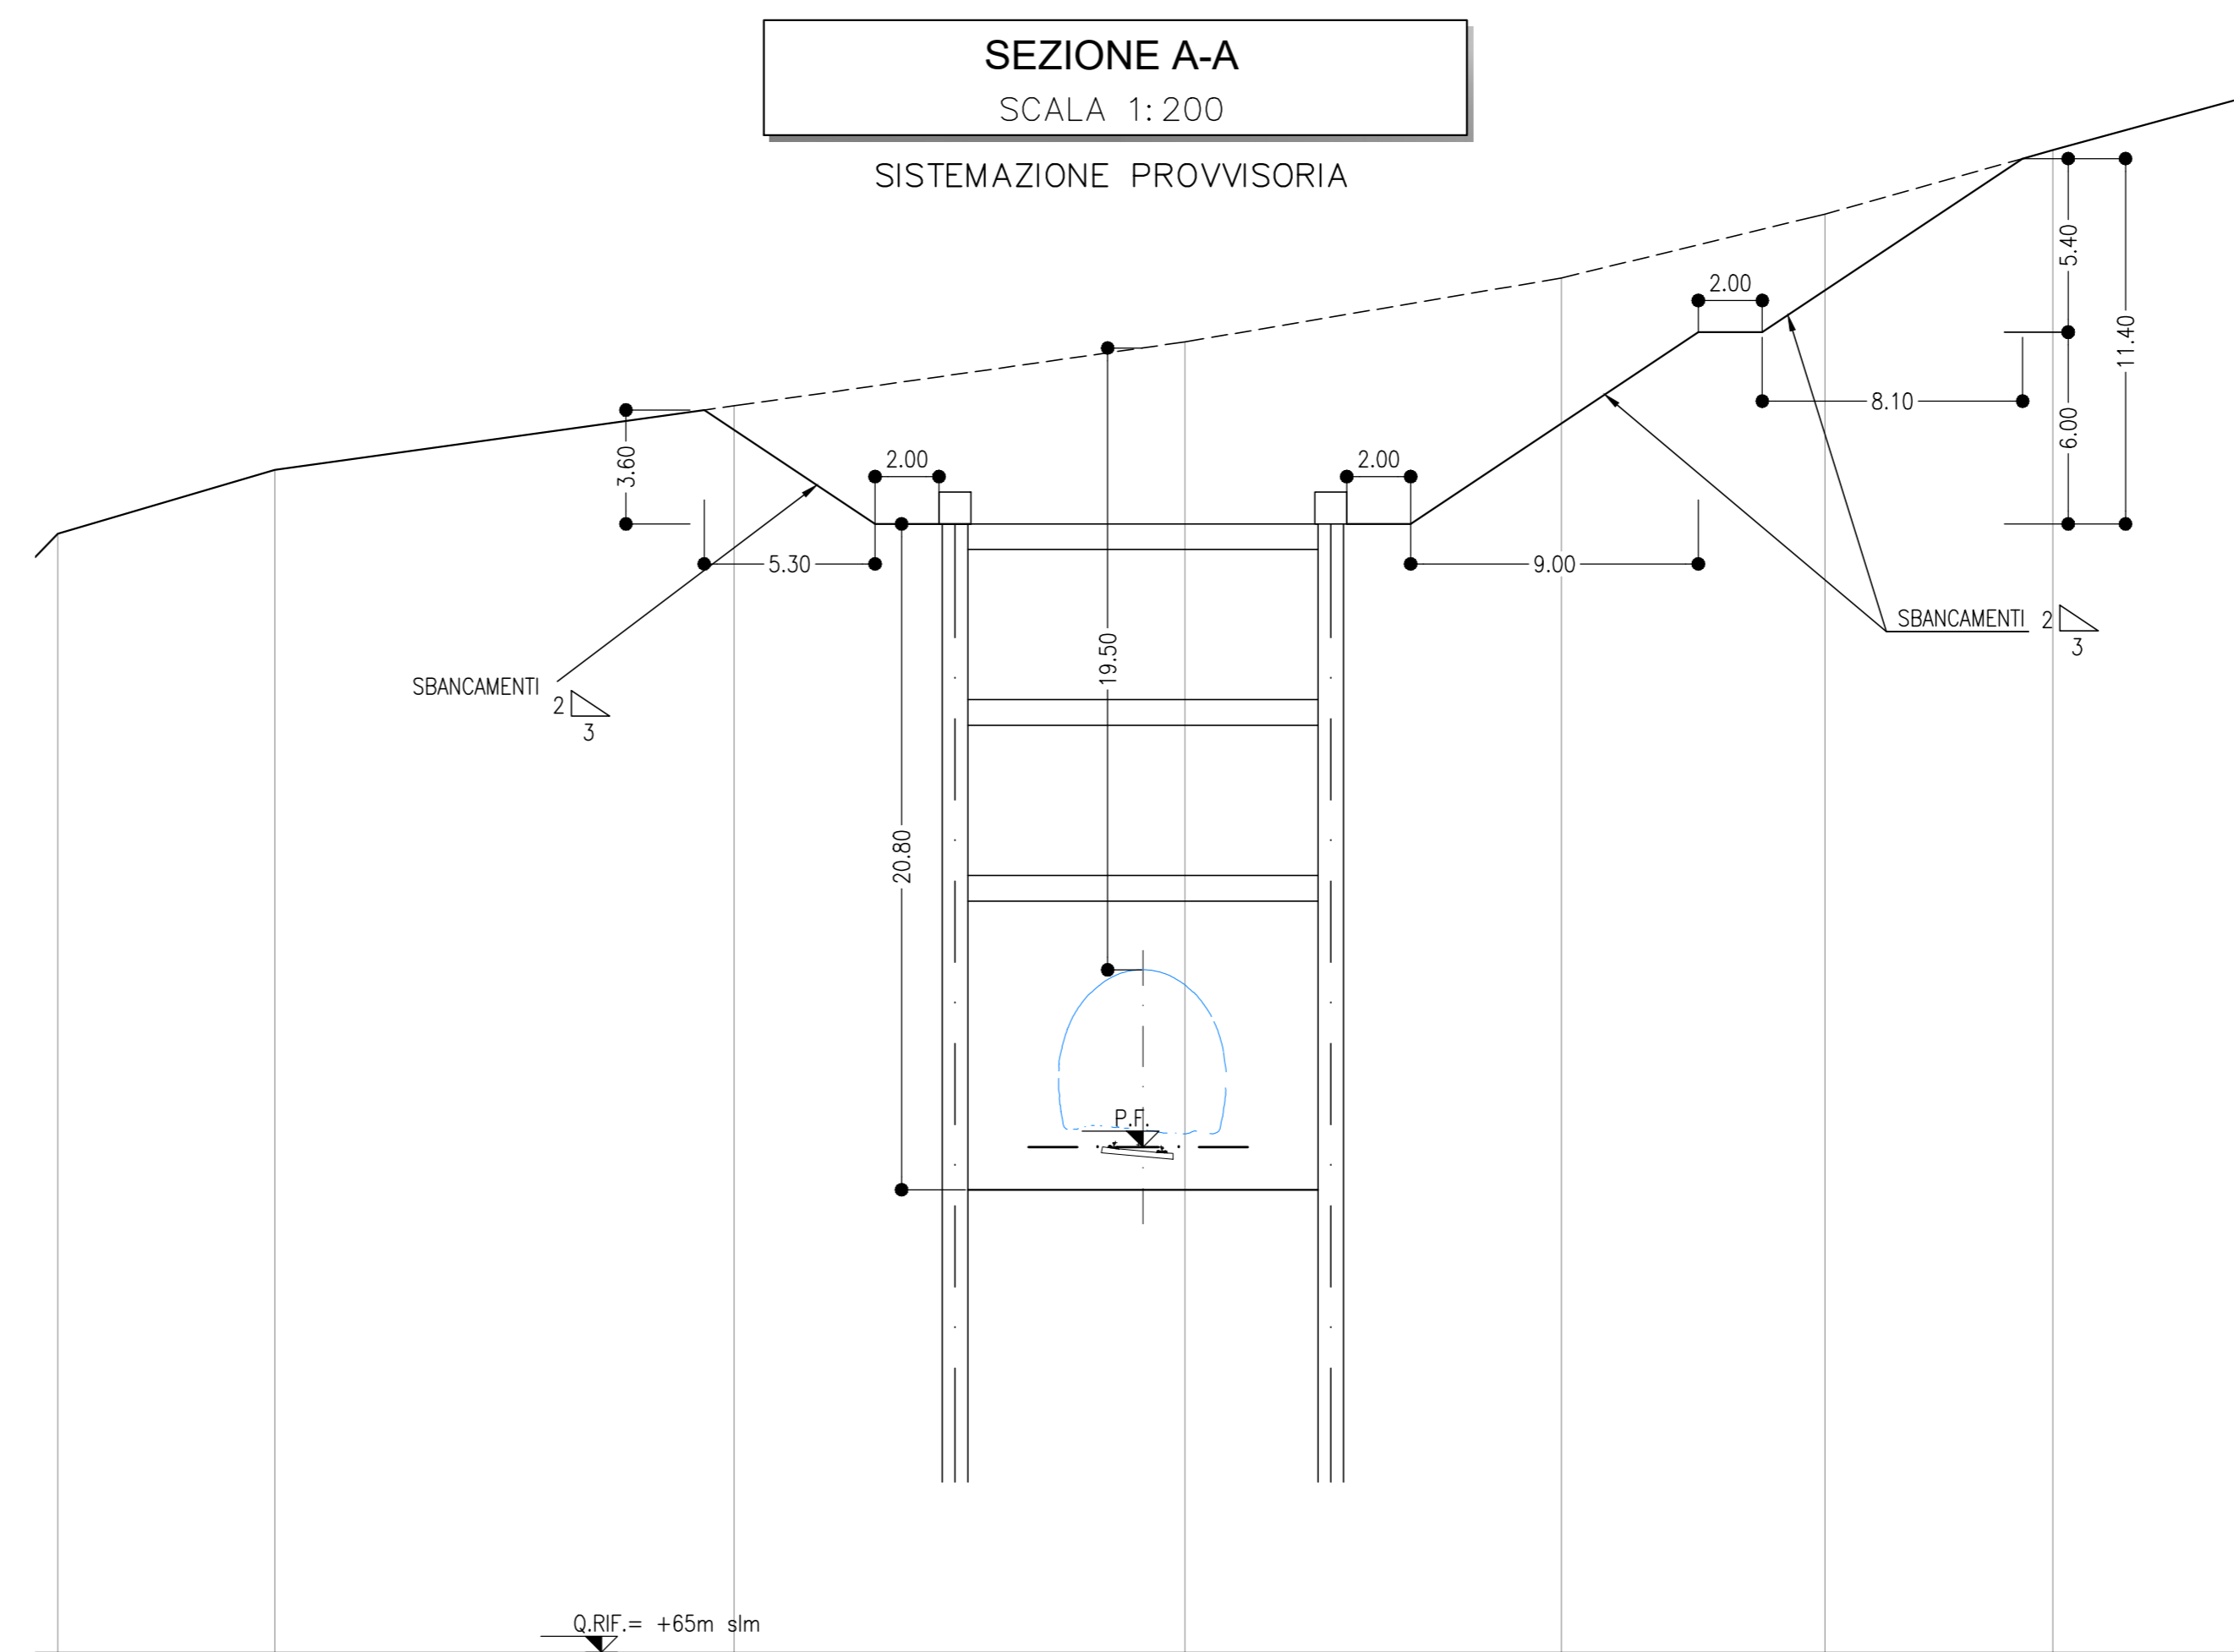 SEZIONE A-A
SCALA 1:200
SISTEMAZIONE PROVVISORIA
5.40
11.40
6.00
2.00
8.10
3.60
2.00
2.00
5.30
9.00
19.50
SBANCAMENTI 2
3
SBANCAMENTI
2
3
20.80
P.F.
Q.RIF.= +65m slm